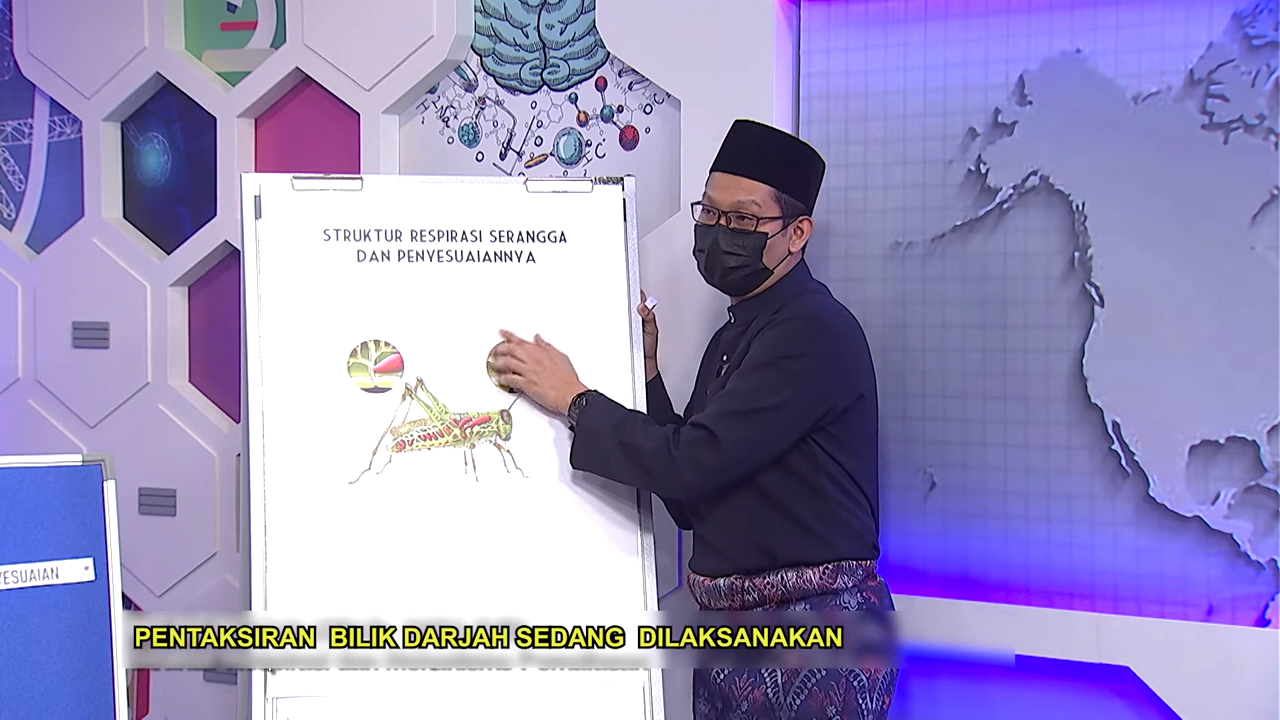 STRUKTUR RESPIRASI SERANGGA
DAN PENYESUAIANNYA
YESUAIAN
PENTAKSIRAN BILIK DARJAH SEDANG DILAKSANAKAN